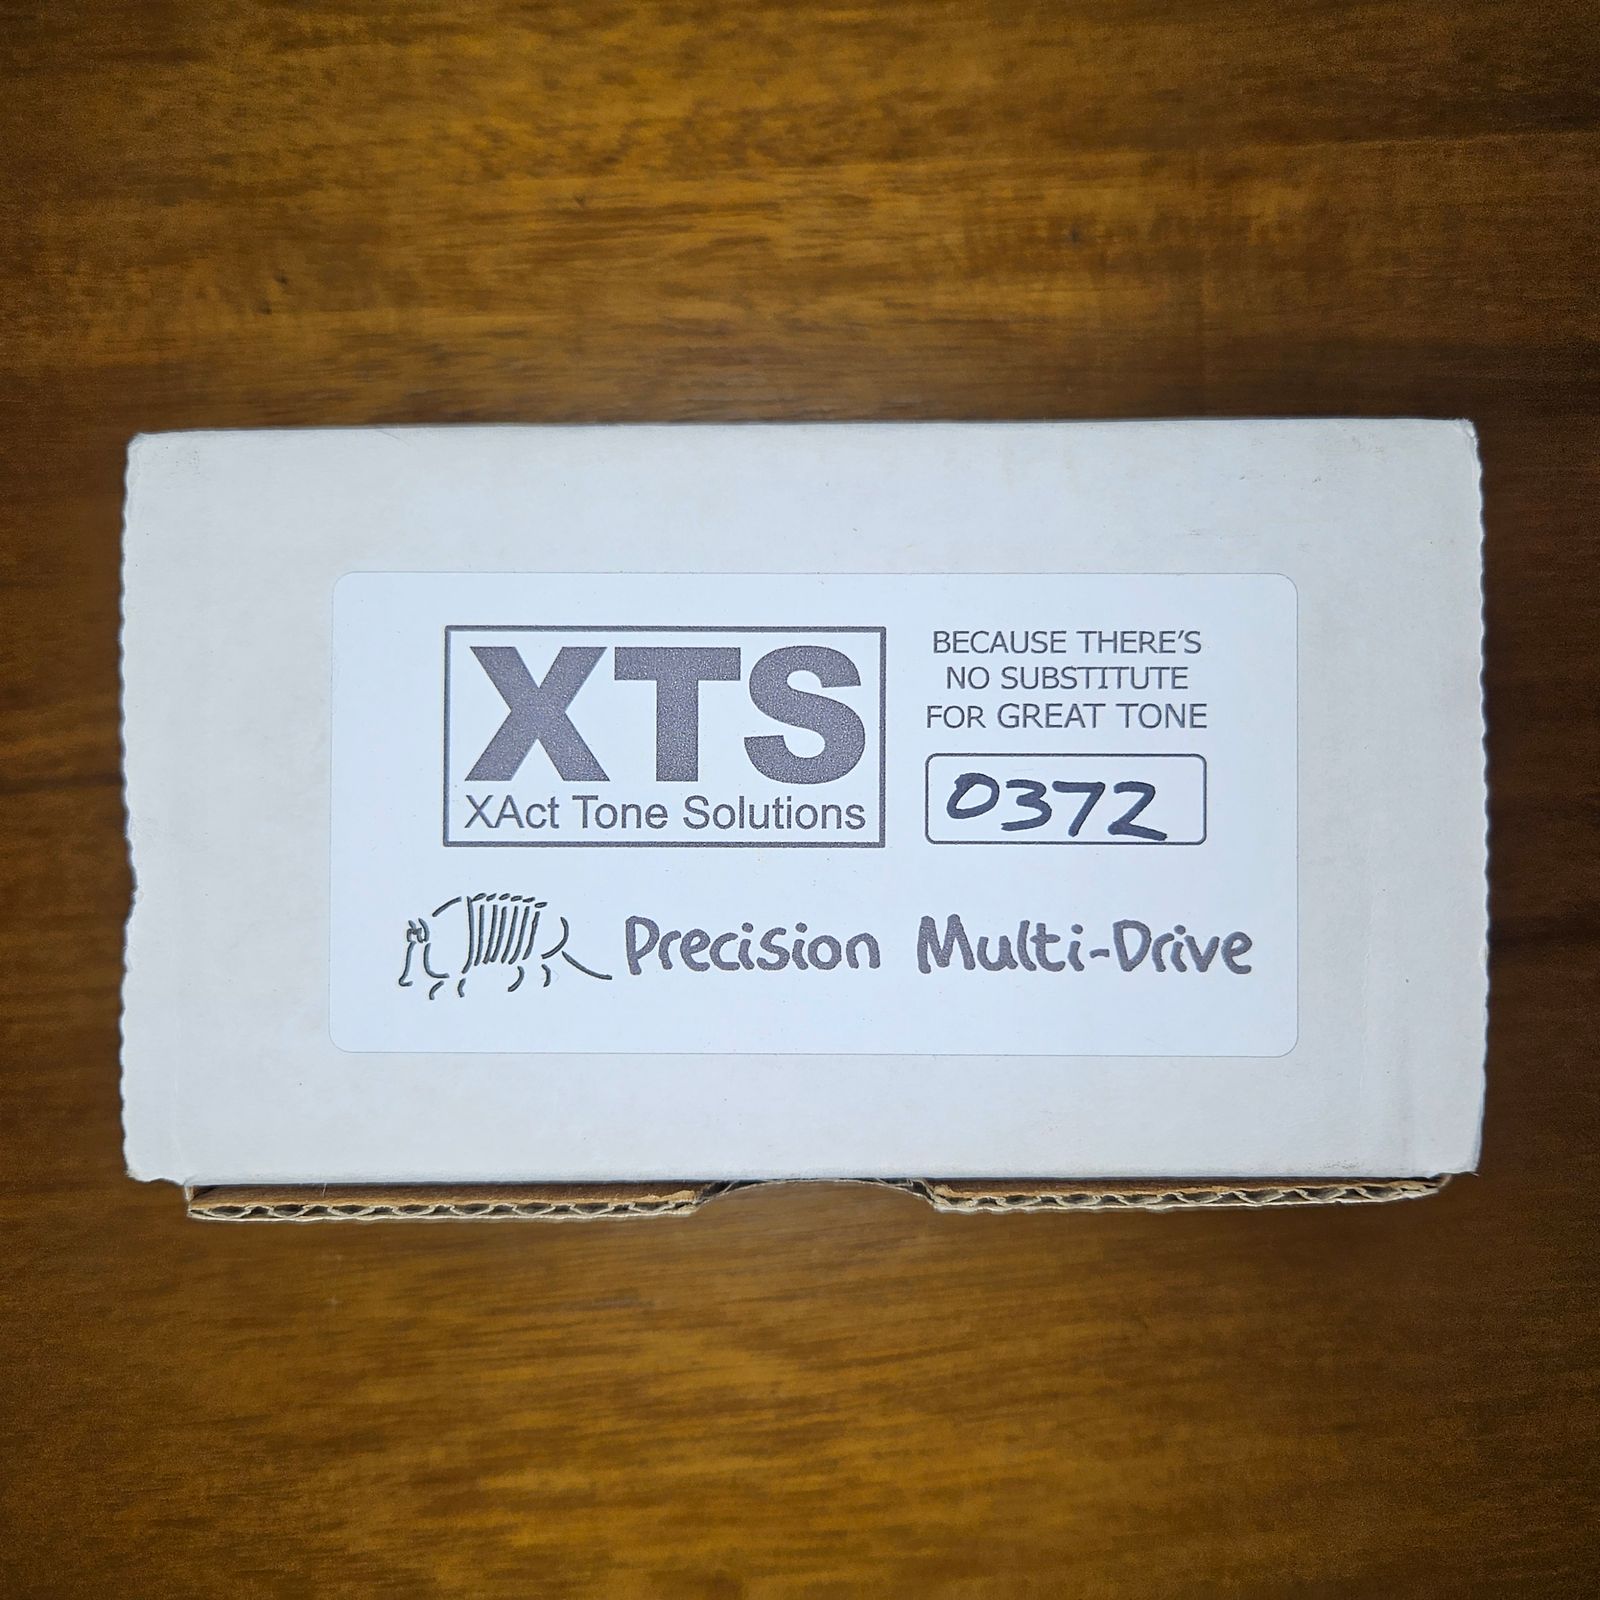 XTS
XAct Tone Solutions
BECAUSE THERE'S
NO SUBSTITUTE
FOR GREAT TONE
0372
Precision Multi-Drive